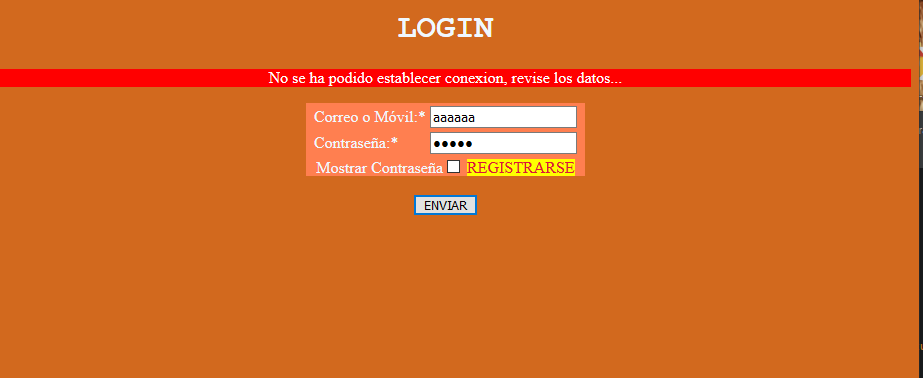 LOGIN
No se ha podido establecer conexion, revise los datos...
Correo o Móvil:* aaaaaa
Contraseña:* •••••
Mostrar Contraseña REGISTRARSE
ENVIAR